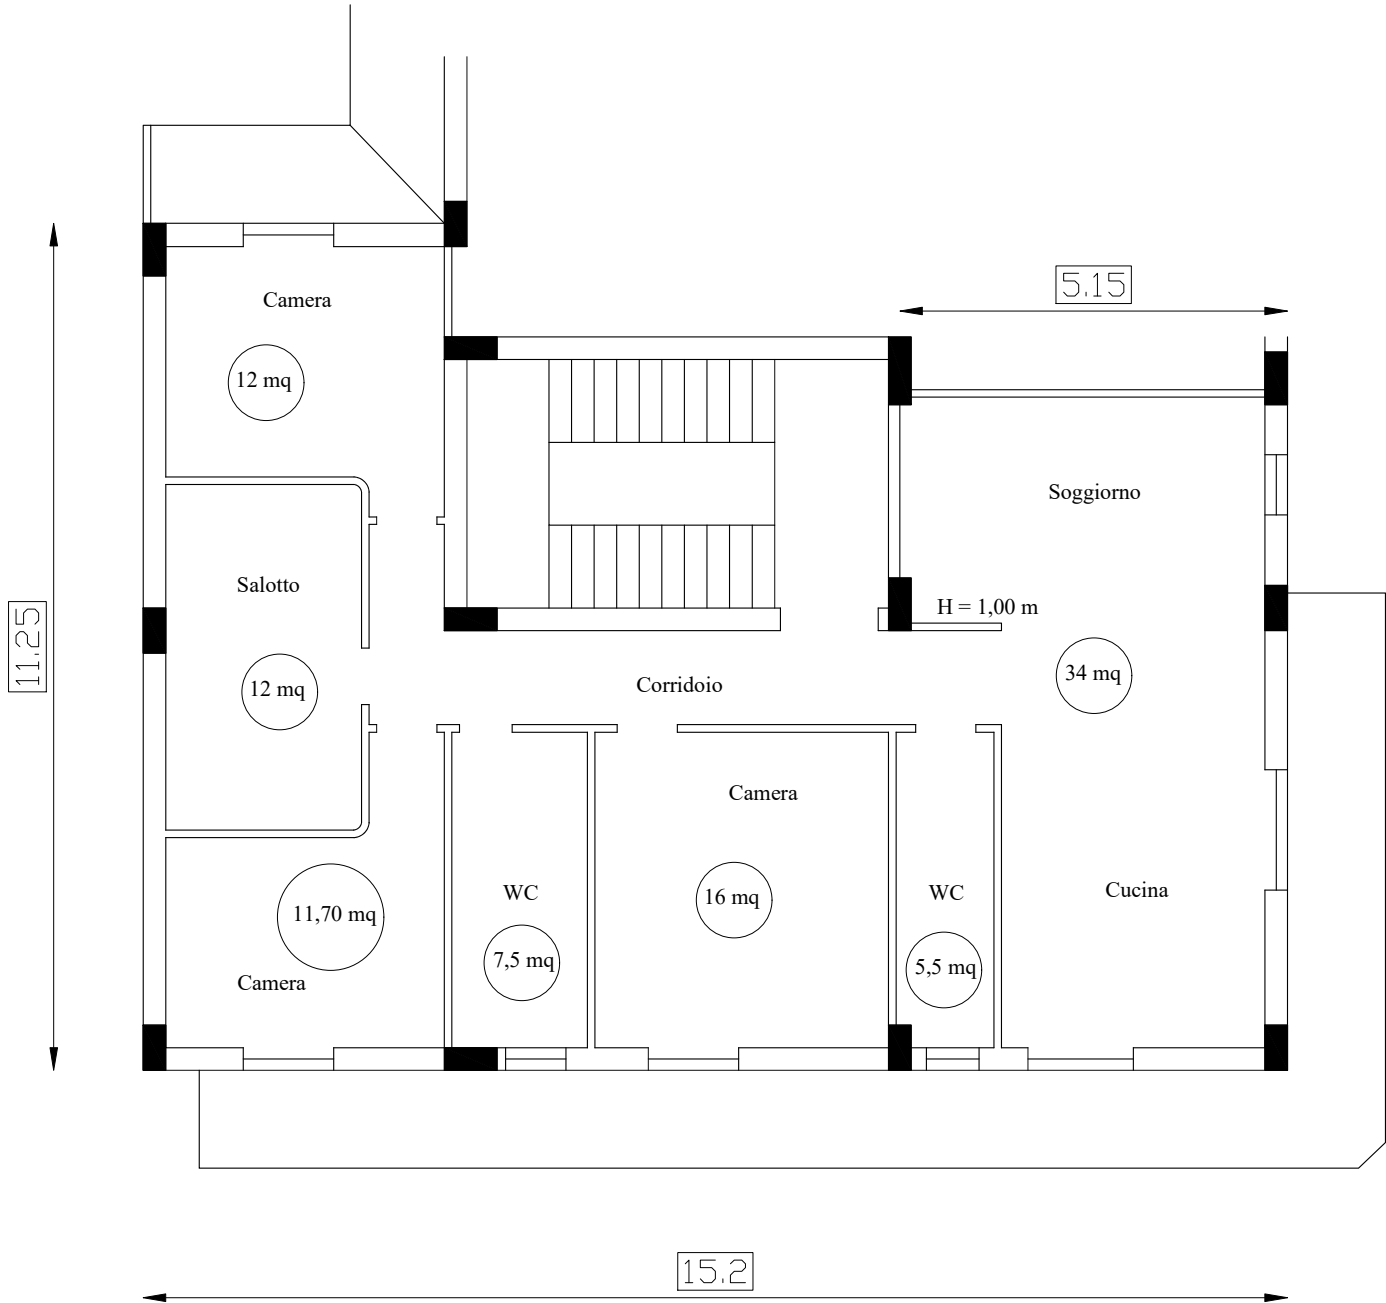 5.15
Camera
12 mq
Soggiorno
Salotto
H = 1,00 m
11.25
12 mq
Corridoio
34 mq
Camera
WC
16 mq
WC
Cucina
11,70 mq
7,5 mq
5,5 mq
Camera
15.2